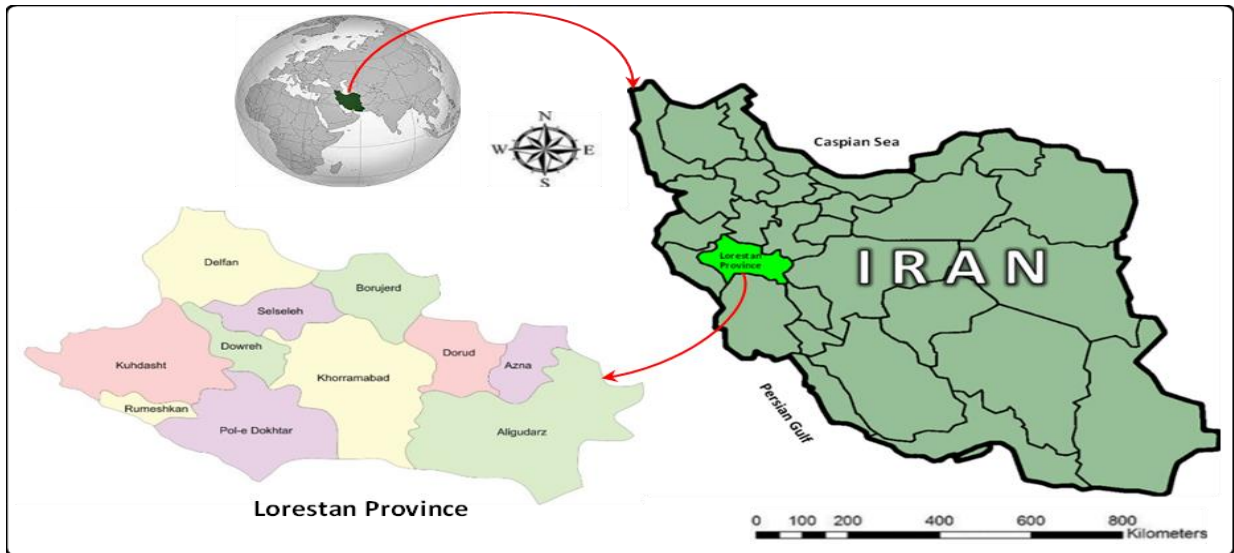 N
W E
S
Caspian Sea
Lorestan
Province
IRAN
Persian Gulf
Delfan
Borujerd
Selseleh
Dowreh
Dorud
Azna
Kuhdasht
Khorramabad
Rumeshkan
Pol-e Dokhtar
Aligudarz
Lorestan Province
0 100 200 400 600 800
Kilometers